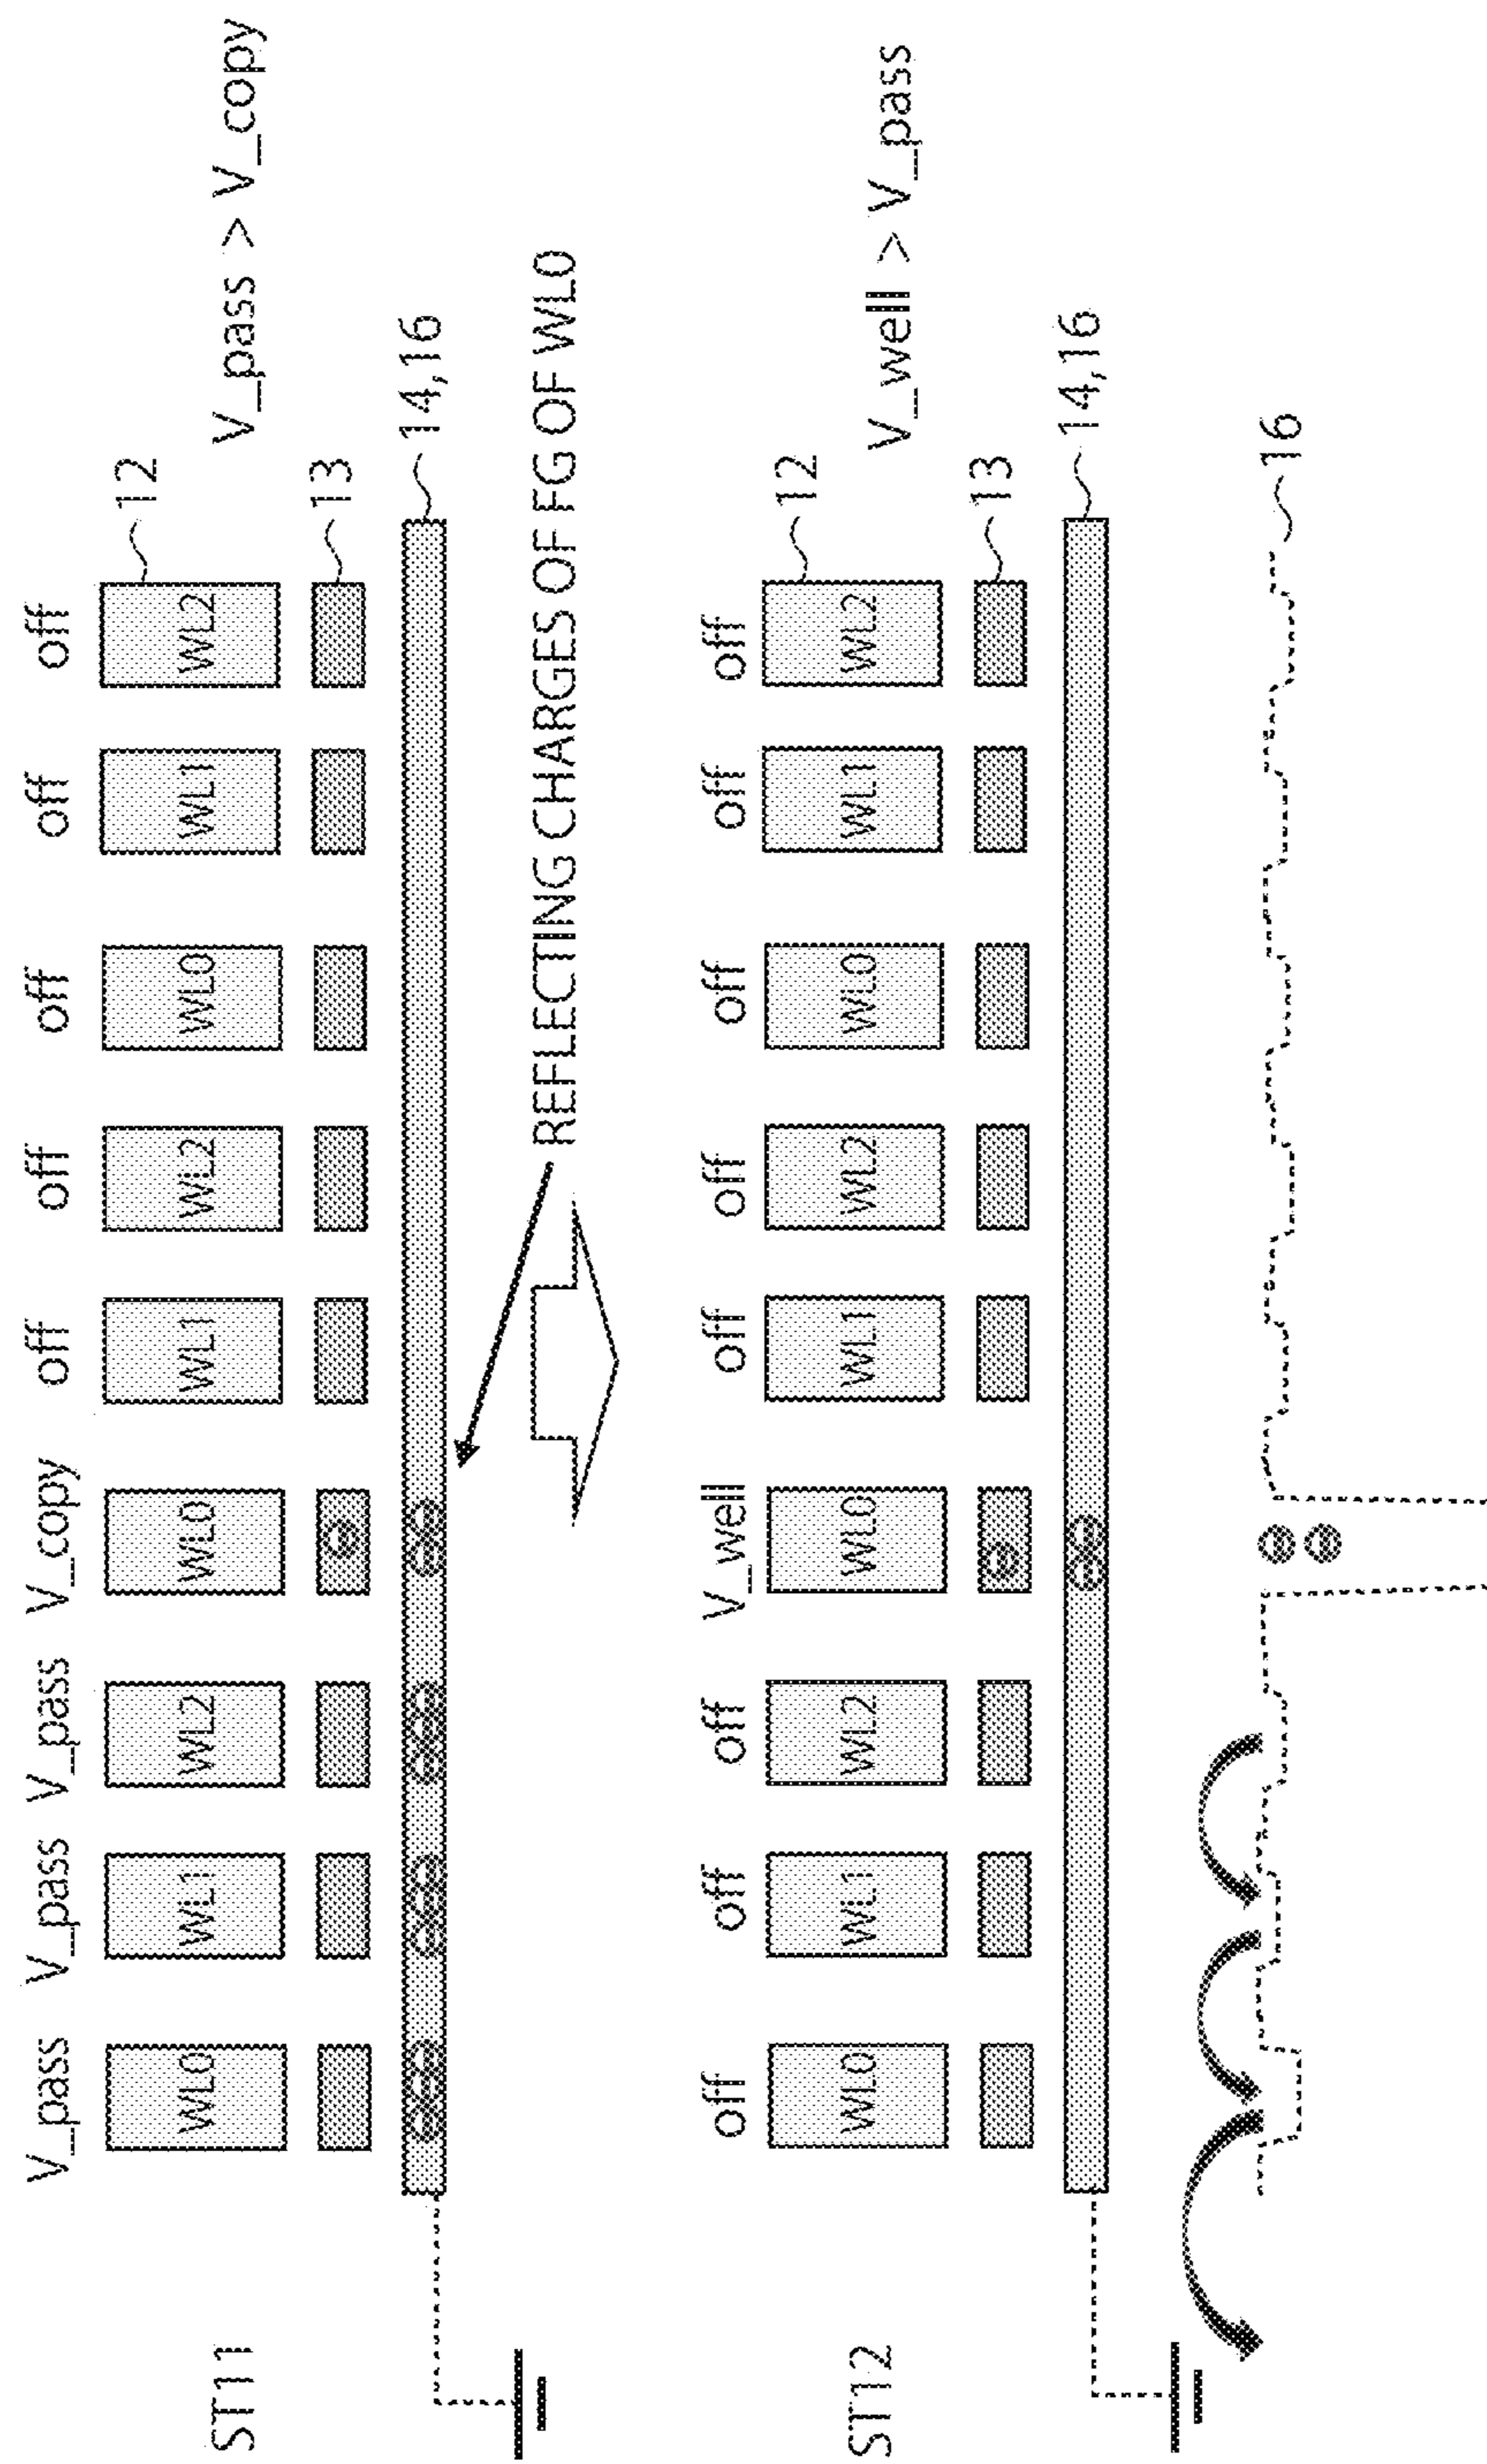 V_pass V_pass V_pass V_copy off off off off off
ST11 WL0 WL1 WL2 WL0 WL1 WL2 WL0 WL1 WL2 12 V_pass > V_copy
13
14,16
REFLECTING CHARGES OF FG OF WL0
off off off V_well off off off off off
ST12 WL0 WL1 WL2 WL0 WL1 WL2 WL0 WL1 WL2 12 V_well > V_pass
13
14,16
16